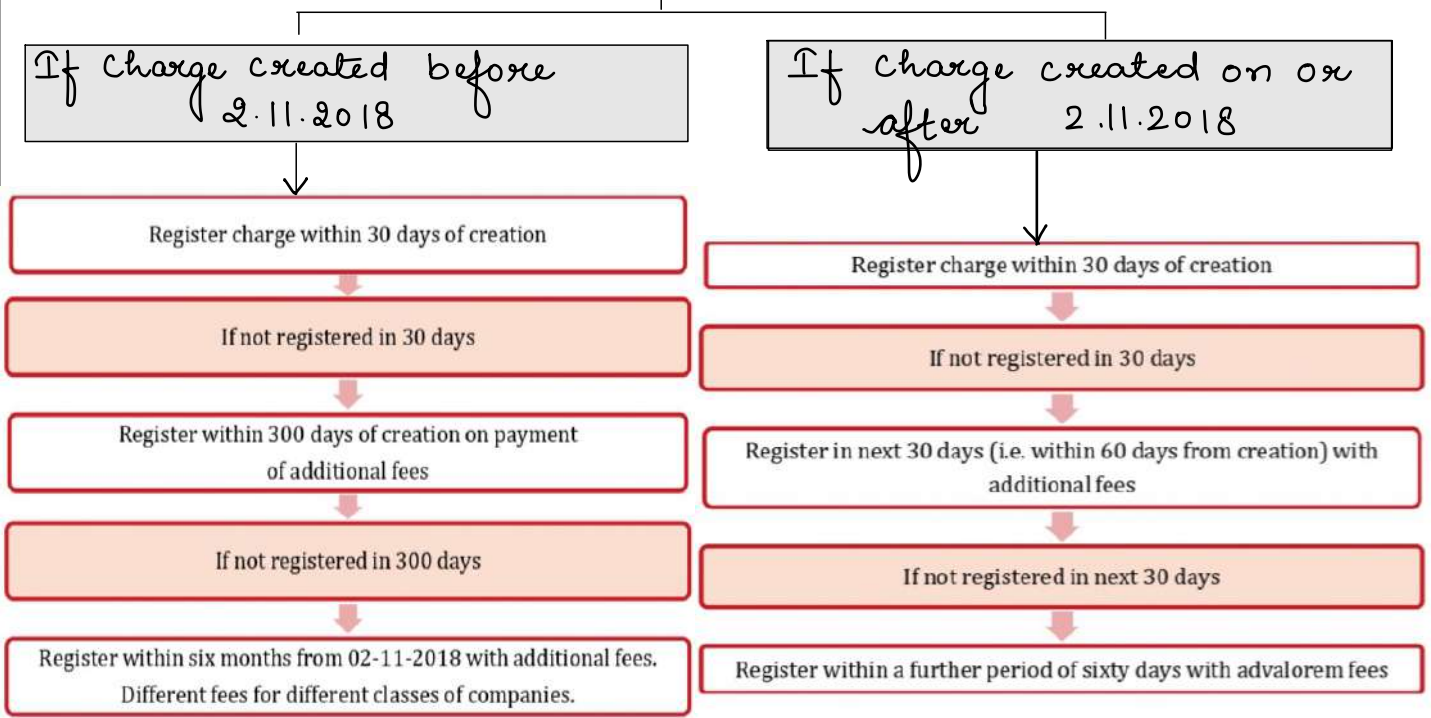 If charge created before
2.11.2018
Register charge within 30 days of creation
If not registered in 30 days
Register within 300 days of creation on payment
of additional fees
If not registered in 300 days
Register within six months from 02-11-2018 with additional fees.
Different fees for different classes of companies.
If charge created on or
after 2.11.2018
Register charge within 30 days of creation
If not registered in 30 days
Register in next 30 days (i.e. within 60 days from creation) with
additional fees
If not registered in next 30 days
Register within a further period of sixty days with advalorem fees